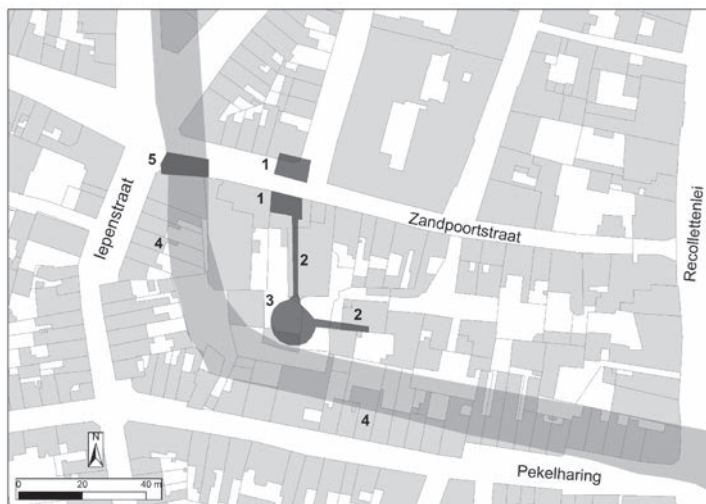 5
1
1
Iepenstraat
Zandpoortstraat
Recollettenlei
4
2
3
2
4
N
Pekelharing
0 20 40 m